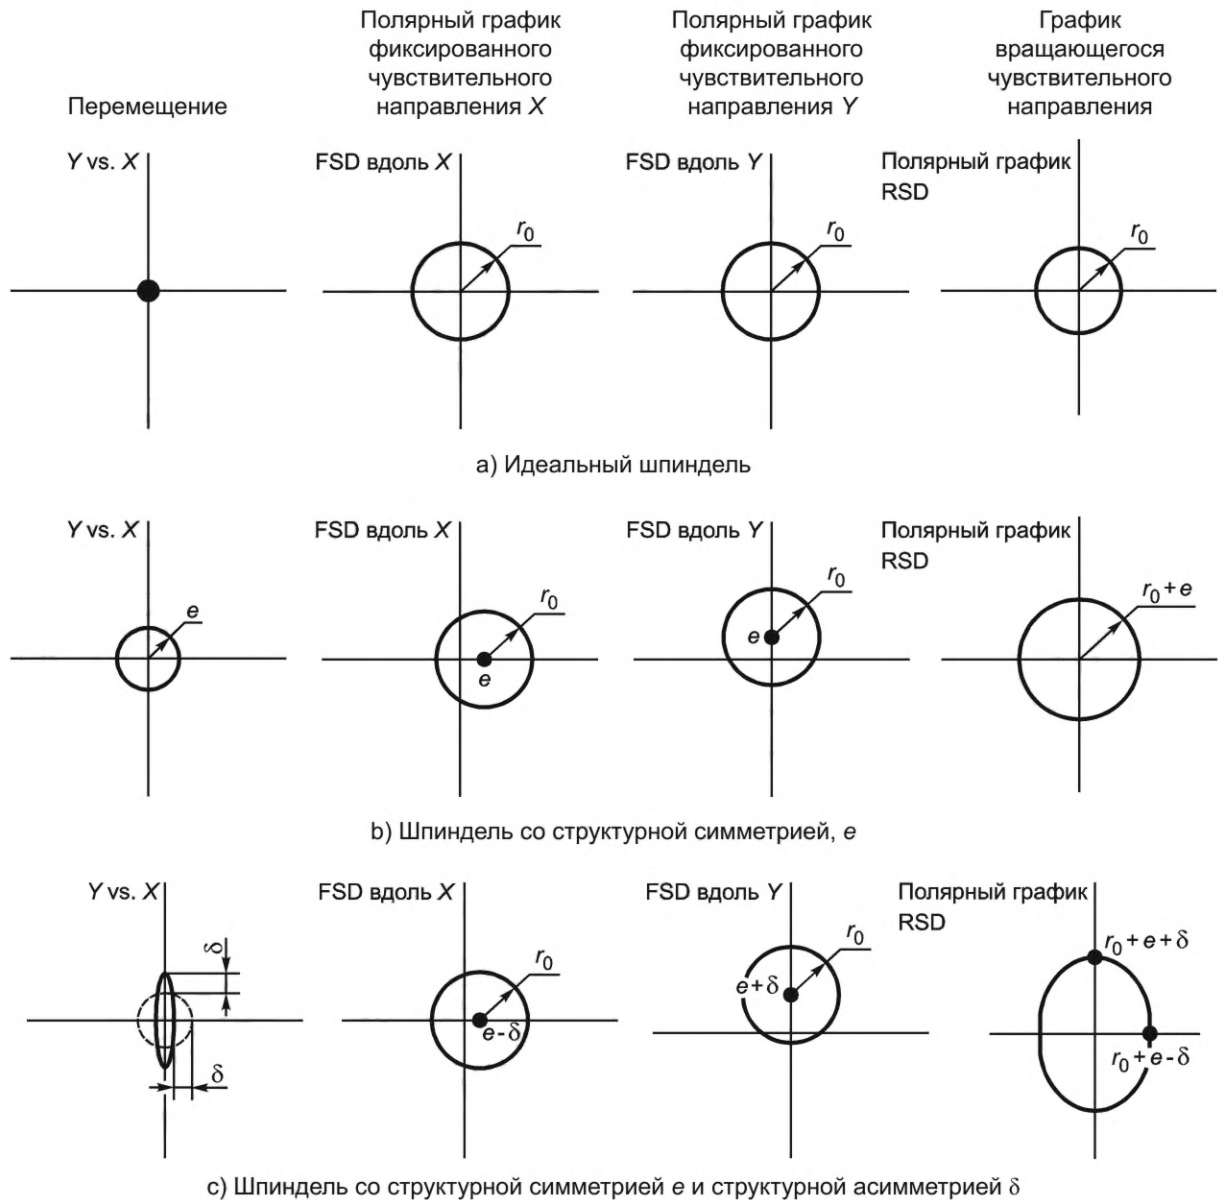 Перемещение
Полярный график
фиксированного
чувствительного
направления X
Полярный график
фиксированного
чувствительного
направления Y
График
вращающегося
чувствительного
направления
Y vs. X
FSD вдоль X
r0
FSD вдоль Y
r0
Полярный график
RSD
r0
a) Идеальный шпиндель
Y vs. X
e
FSD вдоль X
r0
e
FSD вдоль Y
r0
e
Полярный график
RSD
r0 + e
b) Шпиндель со структурной симметрией, e
Y vs. X
δ
δ
FSD вдоль X
r0
e - δ
FSD вдоль Y
r0
e + δ
Полярный график
RSD
r0 + e + δ
r0 + e - δ
c) Шпиндель со структурной симметрией e и структурной асимметрией δ